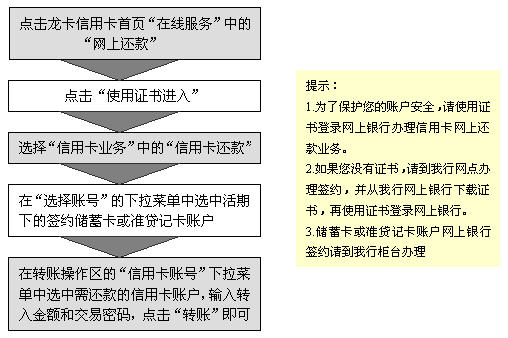 点击龙卡信用卡首页“在线服务”中的
“网上还款”
点击“使用证书进入”
选择“信用卡业务”中的“信用卡还款”
在“选择账号”的下拉菜单中选中活期
下的签约储蓄卡或准贷记卡账户
在转账操作区的“信用卡账号”下拉菜
单中选中需还款的信用卡账户，输入转
入金额和交易密码，点击“转账”即可
提示：
1.为了保护您的账户安全，请使用证
书登录网上银行办理信用卡网上还
款业务。
2.如果您没有证书，请到我行网点办
理签约，并从我行网上银行下载证
书，再使用证书登录网上银行。
3.储蓄卡或准贷记卡账户网上银行
签约请到我行柜台办理